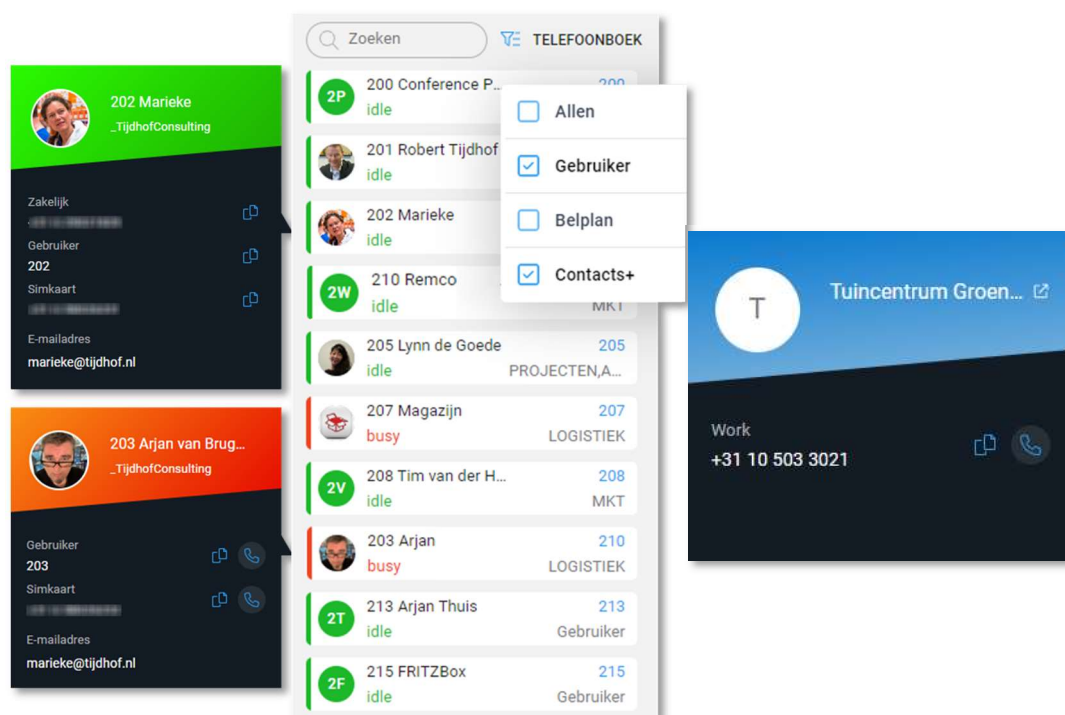 202 Marieke
_TijdhofConsulting
Zakelijk
Gebruiker
202
Simkaart
E-mailadres
marieke@tijdhof.nl
203 Arjan van Brug...
_TijdhofConsulting
Gebruiker
203
Simkaart
E-mailadres
marieke@tijdhof.nl
Zoeken
TELEFOONBOEK
2P
200 Conference P...
200
idle
201 Robert Tijdhof
idle
202 Marieke
idle
2W
210 Remco
idle
MKT
205 Lynn de Goede
205
idle
PROJECTEN,A...
207 Magazijn
207
busy
LOGISTIEK
2V
208 Tim van der H...
208
idle
MKT
203 Arjan
210
busy
LOGISTIEK
2T
213 Arjan Thuis
213
idle
Gebruiker
2F
215 FRITZBox
215
idle
Gebruiker
Allen
Gebruiker
Belplan
Contacts+
T
Tuincentrum Groen...
Work
+31 10 503 3021